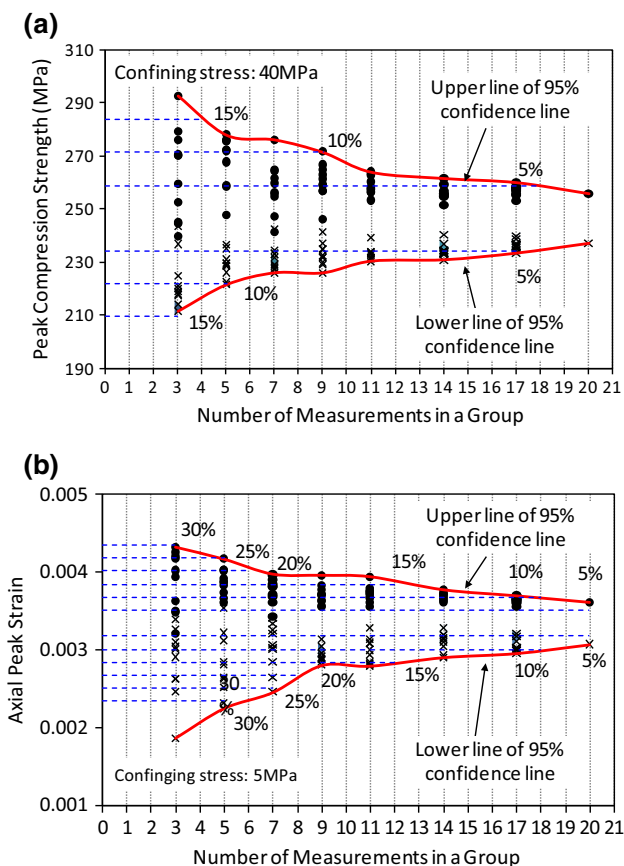 (a)
310
290
270
250
230
210
190
Peak Compression Strength (MPa)
Confining stress: 40MPa
15%
10%
Upper line of 95%
confidence line
5%
10%
15%
5%
Lower line of 95%
confidence line
0 1 2 3 4 5 6 7 8 9 10 11 12 13 14 15 16 17 18 19 20 21
Number of Measurements in a Group
(b)
0.005
0.004
0.003
0.002
0.001
Axial Peak Strain
30%
25%
20%
15%
Upper line of 95%
confidence line
10%
5%
30
%
30%
25%
20%
15%
10%
5%
Lower line of 95%
confidence line
Confinging stress: 5MPa
0 1 2 3 4 5 6 7 8 9 10 11 12 13 14 15 16 17 18 19 20 21
Number of Measurements in a Group